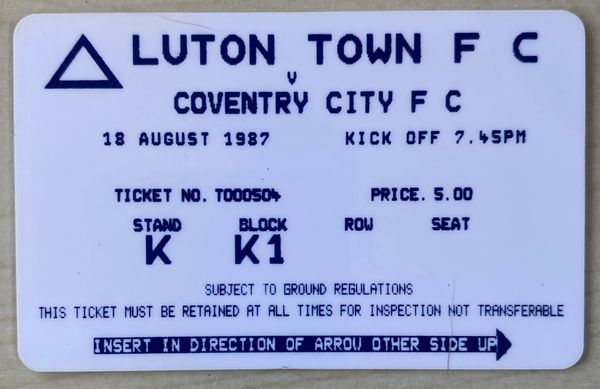 LUTON TOWN F C
V
COVENTRY CITY F C
18 AUGUST 1987 KICK OFF 7.45PM
TICKET NO. T000504 PRICE. 5.00
STAND BLOCK ROW SEAT
K K1
SUBJECT TO GROUND REGULATIONS
THIS TICKET MUST BE RETAINED AT ALL TIMES FOR INSPECTION NOT TRANSFERABLE
INSERT IN DIRECTION OF ARROW OTHER SIDE UP